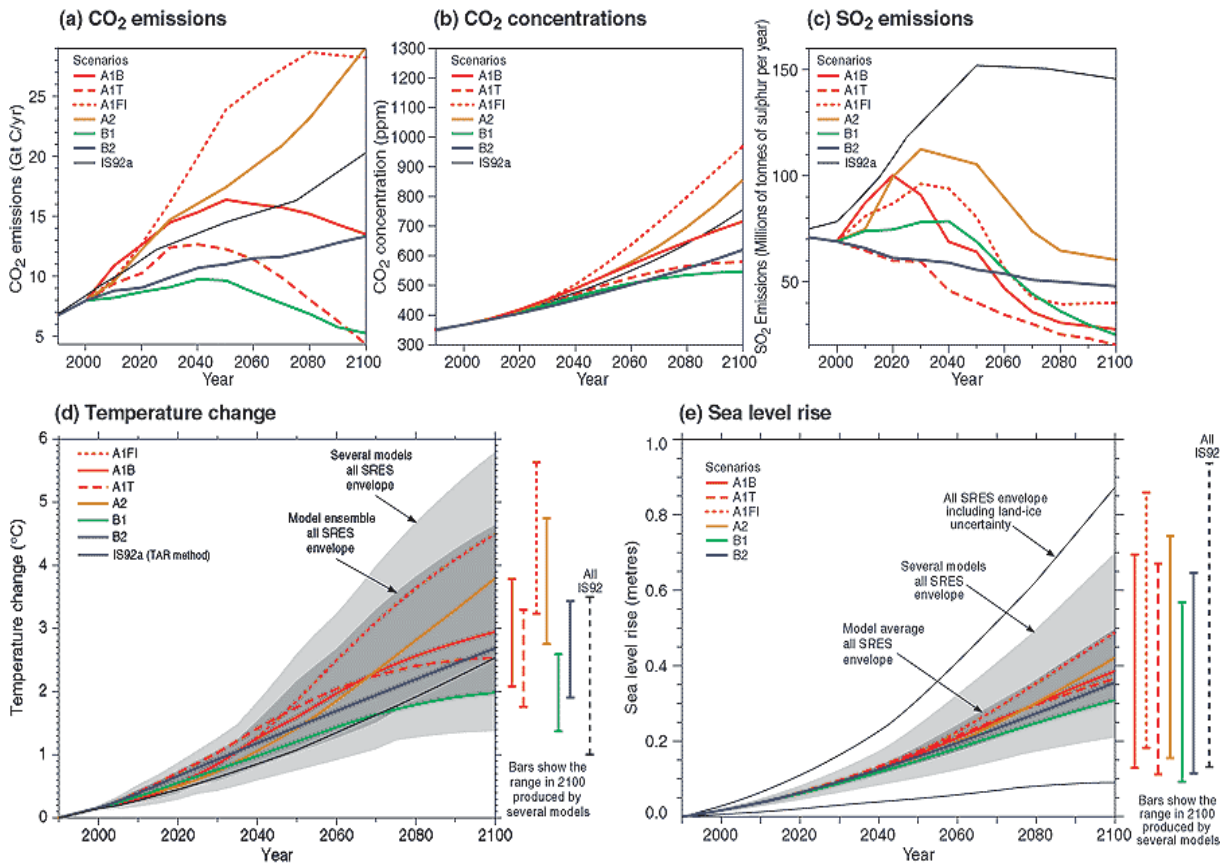 (a) CO2 emissions
CO2 emissions (Gt C/yr)
25
20
15
10
5
Scenarios
A1B
A1T
A1FI
A2
B1
B2
IS92a
2000 2020 2040 2060 2080 2100
Year
(b) CO2 concentrations
CO2 concentration (ppm)
1300
1200
1100
1000
900
800
700
600
500
400
300
Scenarios
A1B
A1T
A1FI
A2
B1
B2
IS92a
2000 2020 2040 2060 2080 2100
Year
(c) SO2 emissions
SO2 Emissions (Millions of tonnes of sulphur per year)
150
100
50
Scenarios
A1B
A1T
A1FI
A2
B1
B2
IS92a
2000 2020 2040 2060 2080 2100
Year
(d) Temperature change
Temperature change (°C)
6
5
4
3
2
1
0
A1FI
A1B
A1T
A2
B1
B2
IS92a (TAR method)
Several models
all SRES
envelope
Model ensemble
all SRES
envelope
All
IS92
Bars show the
range in 2100
produced by
several models
2000 2020 2040 2060 2080 2100
Year
(e) Sea level rise
Sea level rise (metres)
1.0
0.8
0.6
0.4
0.2
0.0
Scenarios
A1B
A1T
A1FI
A2
B1
B2
All SRES envelope
including land-ice
uncertainty
Several models
all SRES
envelope
Model average
all SRES
envelope
All
IS92
Bars show the
range in 2100
produced by
several models
2000 2020 2040 2060 2080 2100
Year